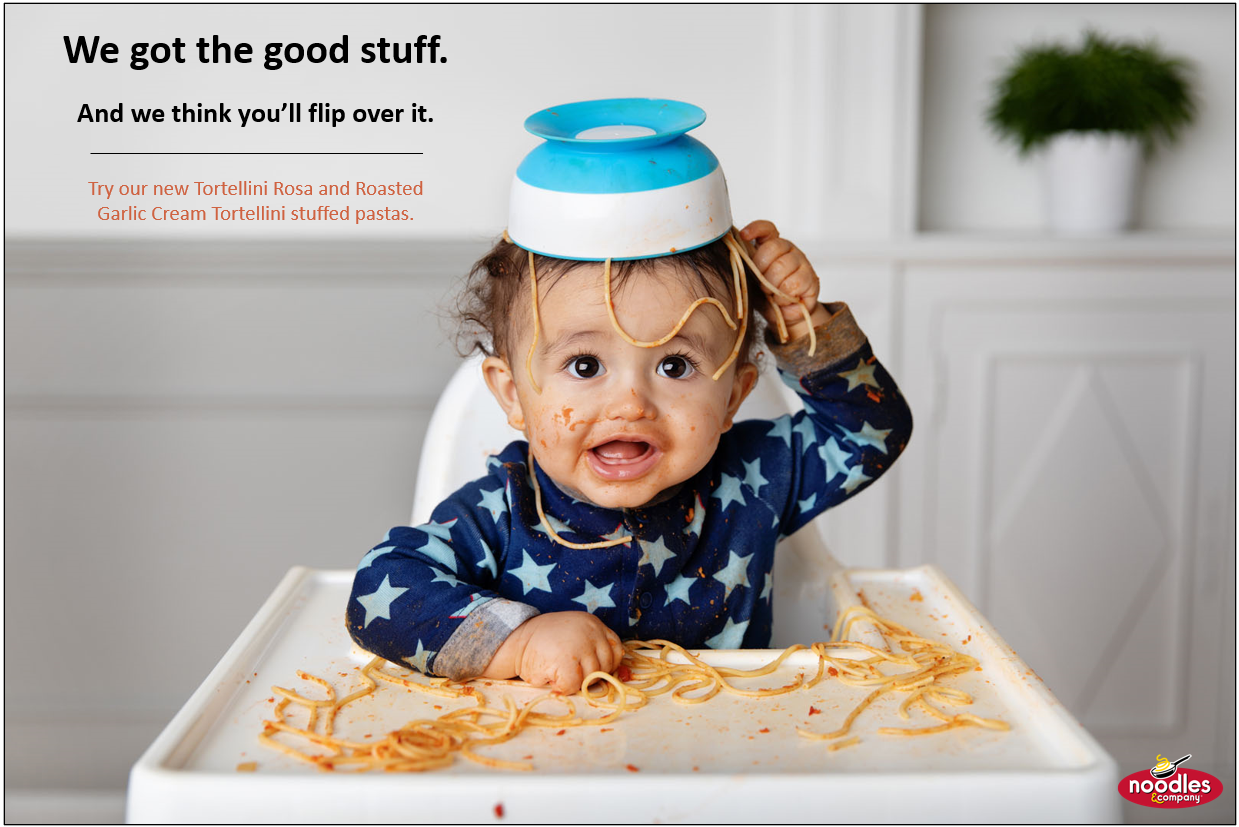 We got the good stuff.
And we think you’ll flip over it.
Try our new Tortellini Rosa and Roasted
Garlic Cream Tortellini stuffed pastas.
noodles
&company